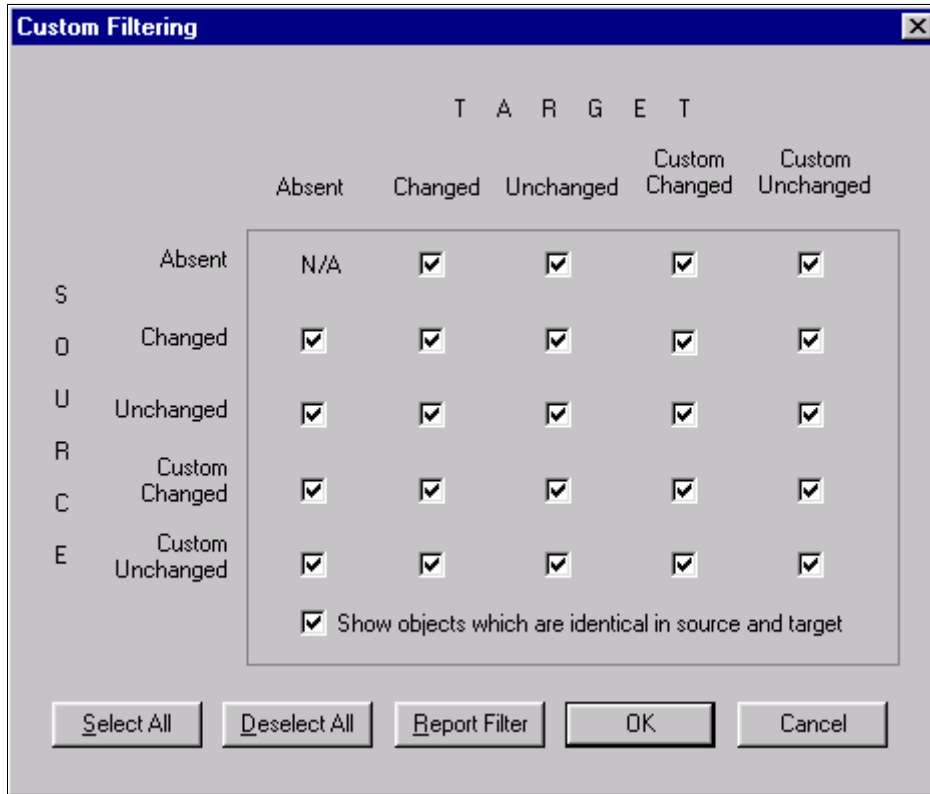 Custom Filtering
T A R G E T
Absent Changed Unchanged Custom Changed Custom Unchanged
Absent N/A
S
O Changed
U Unchanged
R
C Custom Changed
E Custom Unchanged
Show objects which are identical in source and target
Select All Deselect All Report Filter OK Cancel